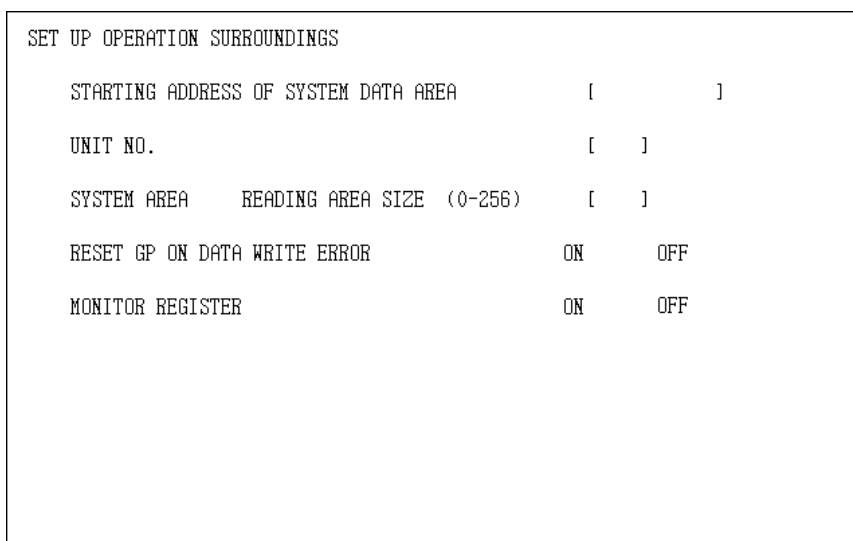 SET UP OPERATION SURROUNDINGS
STARTING ADDRESS OF SYSTEM DATA AREA [ ]
UNIT NO. [ ]
SYSTEM AREA READING AREA SIZE (0-256) [ ]
RESET GP ON DATA WRITE ERROR ON OFF
MONITOR REGISTER ON OFF